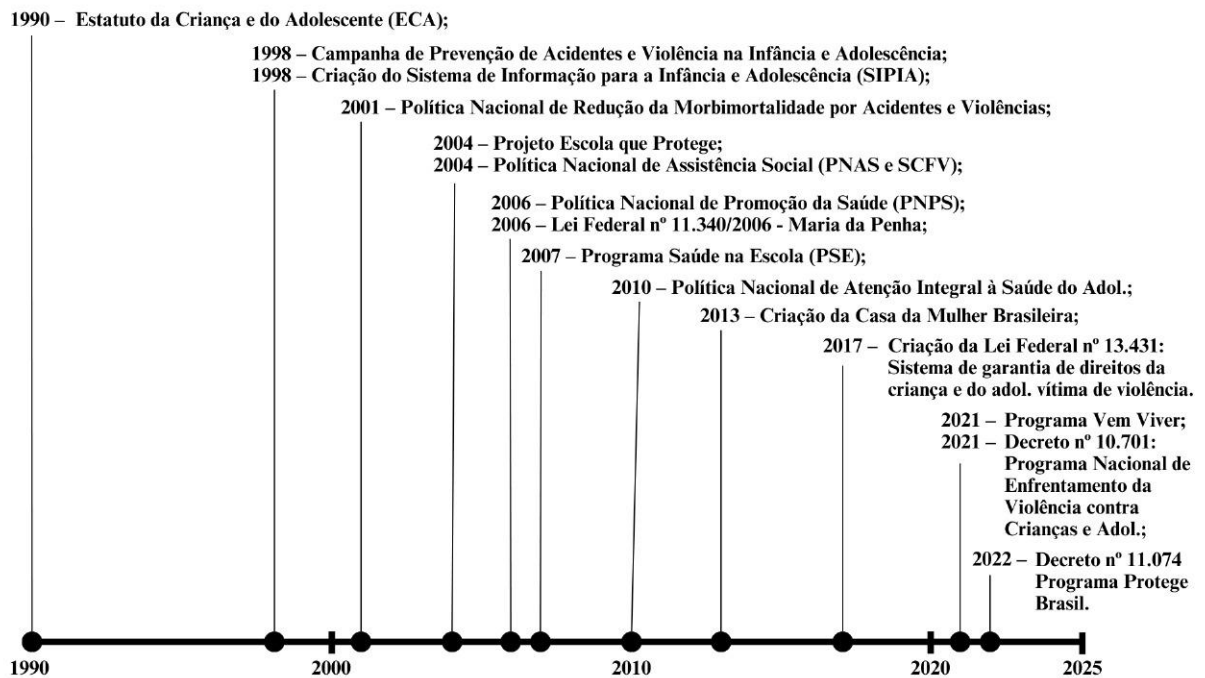 1990 – Estatuto da Criança e do Adolescente (ECA);
1998 – Campanha de Prevenção de Acidentes e Violência na Infância e Adolescência;
1998 – Criação do Sistema de Informação para a Infância e Adolescência (SIPIA);
2001 – Política Nacional de Redução da Morbimortalidade por Acidentes e Violências;
2004 – Projeto Escola que Protege;
2004 – Política Nacional de Assistência Social (PNAS e SCFV);
2006 – Política Nacional de Promoção da Saúde (PNPS);
2006 – Lei Federal nº 11.340/2006 - Maria da Penha;
2007 – Programa Saúde na Escola (PSE);
2010 – Política Nacional de Atenção Integral à Saúde do Adol.;
2013 – Criação da Casa da Mulher Brasileira;
2017 – Criação da Lei Federal nº 13.431:
Sistema de garantia de direitos da
criança e do adol. vítima de violência.
2021 – Programa Vem Viver;
2021 – Decreto nº 10.701:
Programa Nacional de
Enfrentamento da
Violência contra
Crianças e Adol.;
2022 – Decreto nº 11.074
Programa Protege
Brasil.
1990
2000
2010
2020
2025